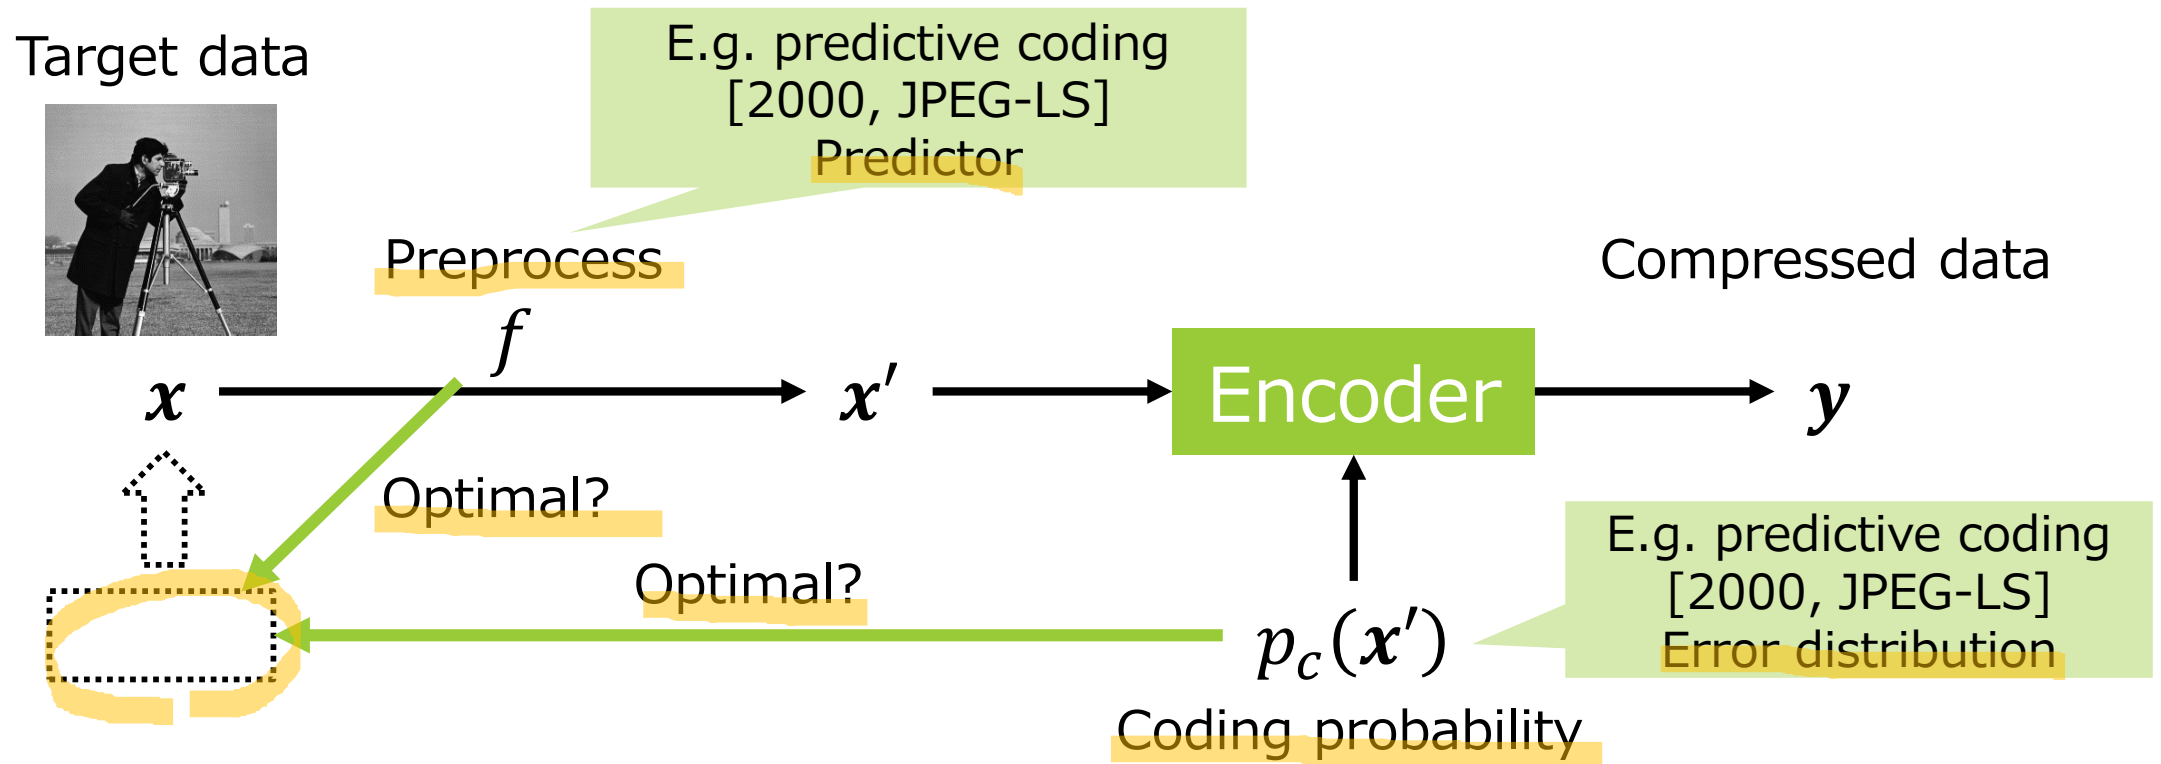 Target data
E.g. predictive coding
[2000, JPEG-LS]
Predictor
Preprocess
f
Compressed data
x
x′
Encoder
y
Optimal?
Optimal?
E.g. predictive coding
[2000, JPEG-LS]
Error distribution
p_c(x′)
Coding probability